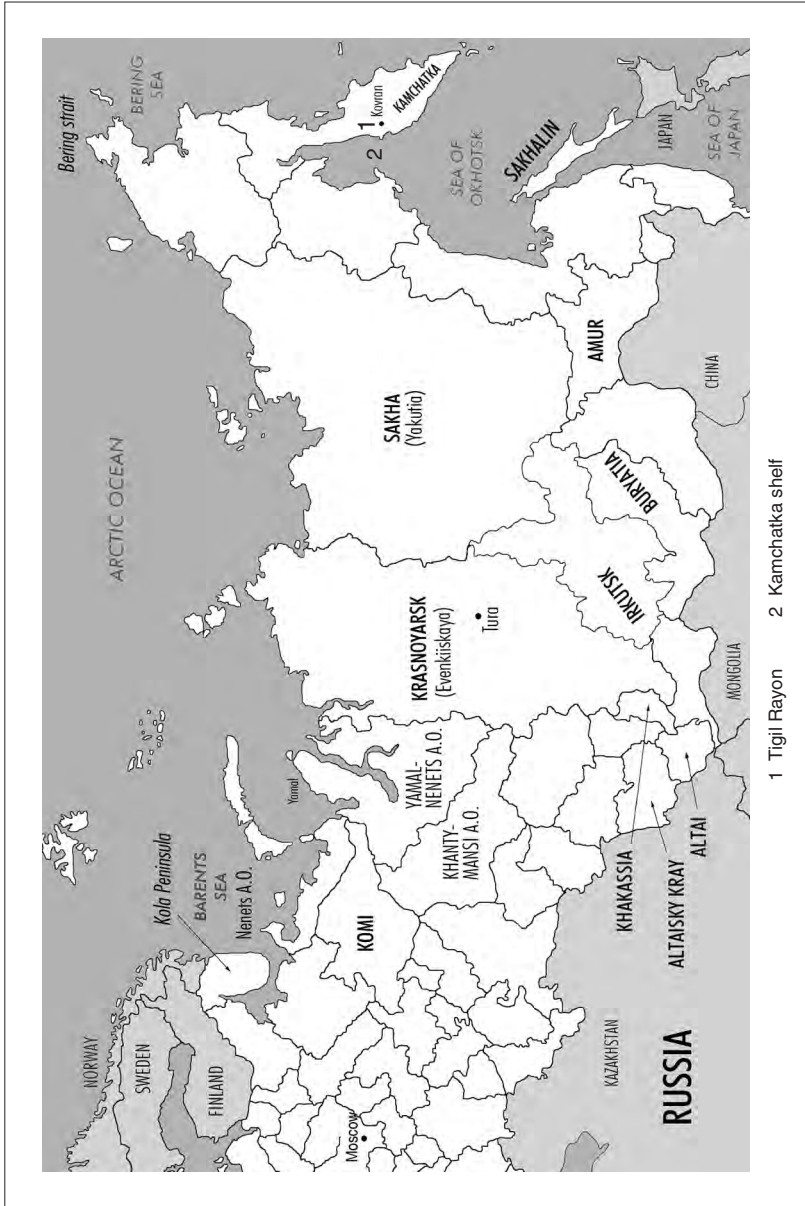 Bering strait
BERING
SEA
1
Kovran
KAMCHATKA
2
SEA OF
OKHOTSK
SAKHALIN
JAPAN
SEA OF
JAPAN
ARCTIC OCEAN
SAKHA
(Yakutia)
AMUR
CHINA
BURYATIA
IRKUTSK
KRASNOYARSK
(Evenkiiskaya)
Tura
MONGOLIA
Yamal
YAMAL-
NENETS A.O.
KHANTY-
MANSI A.O.
KHAKASSIA
ALTAISKY KRAY
ALTAI
Kola Peninsula
BARENTS
SEA
Nenets A.O.
KOMI
NORWAY
SWEDEN
FINLAND
Moscow
KAZAKHSTAN
RUSSIA
1 Tigil Rayon 2 Kamchatka shelf